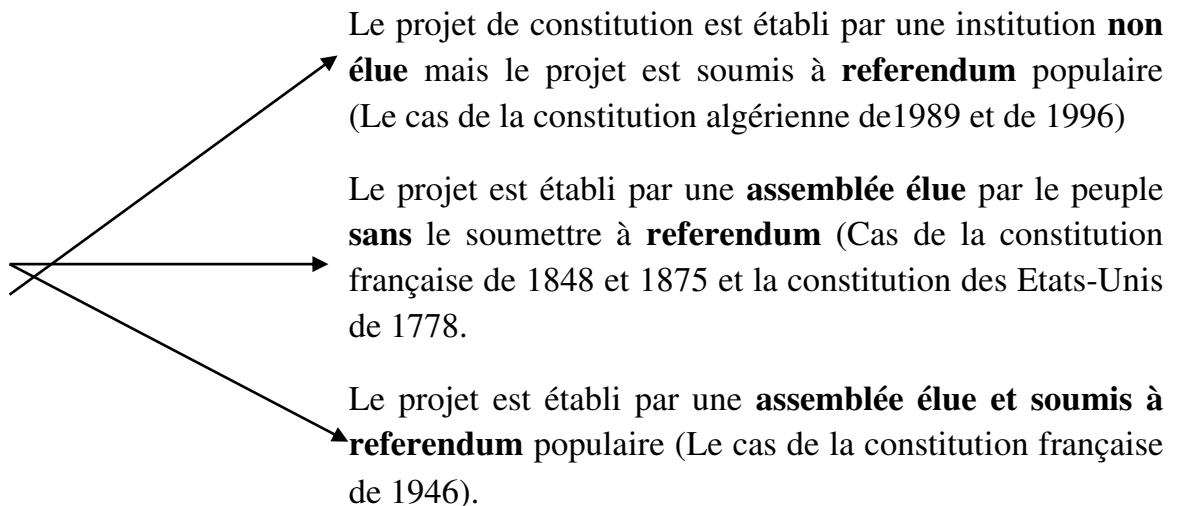 Le projet de constitution est établi par une institution non
élue mais le projet est soumis à referendum populaire
(Le cas de la constitution algérienne de1989 et de 1996)
Le projet est établi par une assemblée élue par le peuple
sans le soumettre à referendum (Cas de la constitution
française de 1848 et 1875 et la constitution des Etats-Unis
de 1778.
Le projet est établi par une assemblée élue et soumis à
referendum populaire (Le cas de la constitution française
de 1946).